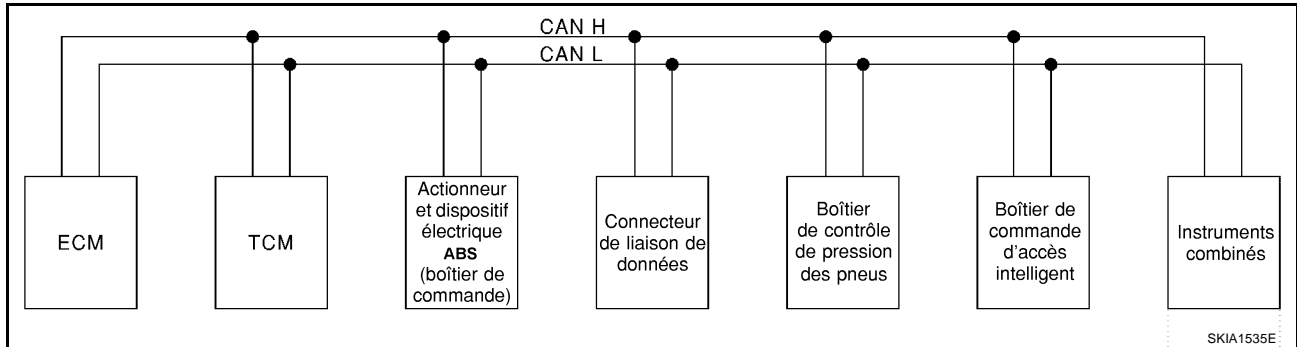 CAN H
CAN L
ECM
TCM
Actionneur
et dispositif
électrique
ABS
(boîtier de
commande)
Connecteur
de liaison de
données
Boîtier
de contrôle
de pression
des pneus
Boîtier de
commande
d'accès
intelligent
Instruments
combinés
SKIA1535E